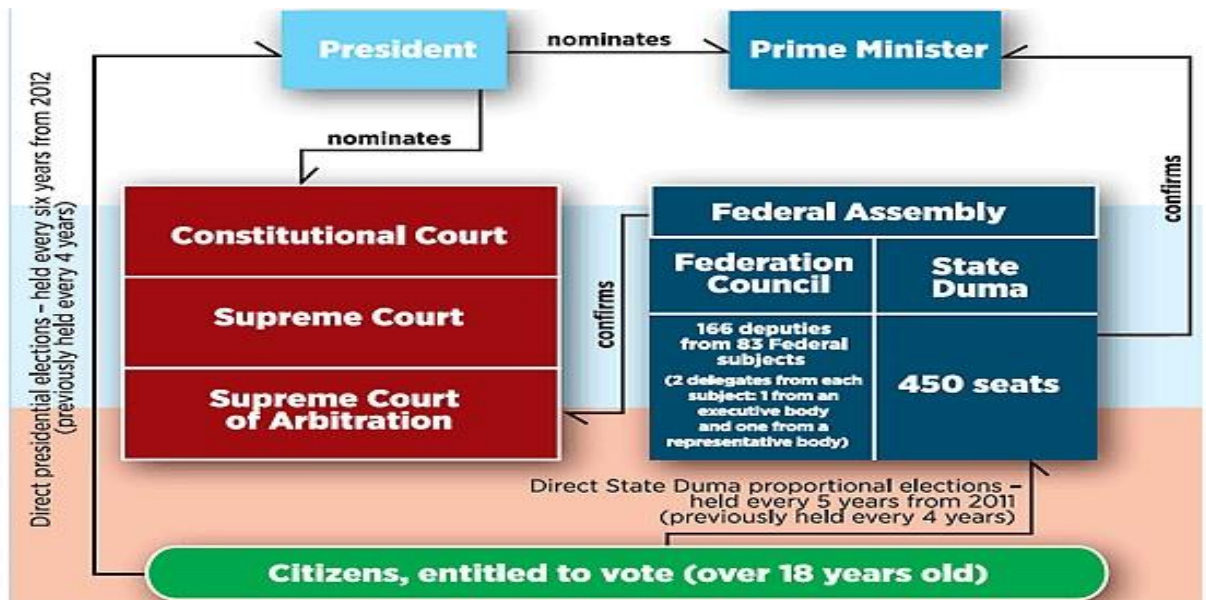 President
nominates
Prime Minister
nominates
Direct presidential elections – held every six years from 2012
(previously held every 4 years)
Constitutional Court
Supreme Court
Supreme Court
of Arbitration
confirms
Federal Assembly
Federation
Council
State
Duma
166 deputies
from 83 Federal
subjects
(2 delegates from each
subject: 1 from an
executive body
and one from a
representative body)
450 seats
confirms
Direct State Duma proportional elections –
held every 5 years from 2011
(previously held every 4 years)
Citizens, entitled to vote (over 18 years old)